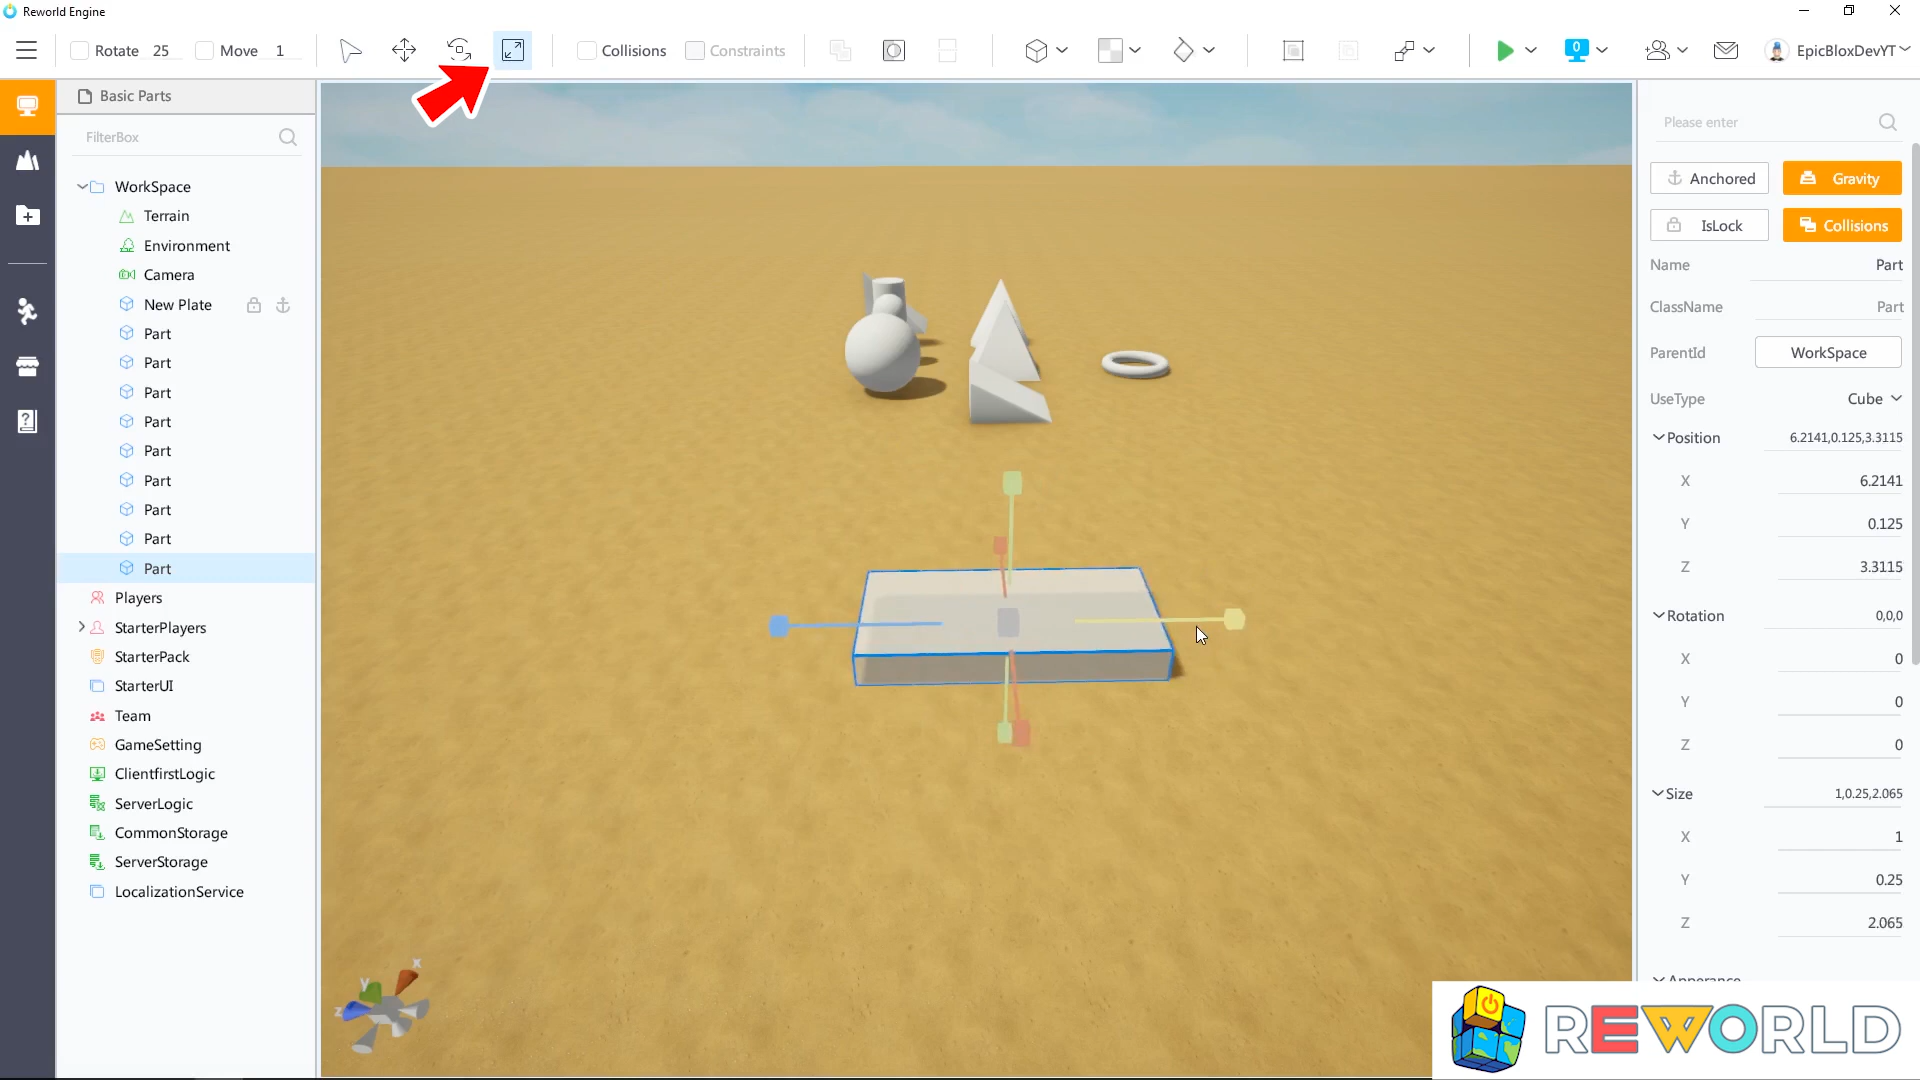 Reworld Engine
Rotate 25 Move 1 Collisions Constraints 0 EpicBloxDevYT
Basic Parts
FilterBox
WorkSpace
Terrain
Environment
Camera
New Plate
Part
Part
Part
Part
Part
Part
Part
Part
Part
Players
StarterPlayers
StarterPack
StarterUI
Team
GameSetting
ClientfirstLogic
ServerLogic
CommonStorage
ServerStorage
LocalizationService
x
y
z
Please enter
Anchored Gravity
IsLock Collisions
Name Part
ClassName Part
ParentId WorkSpace
UseType Cube
Position 6.2141,0.125,3.3115
X 6.2141
Y 0.125
Z 3.3115
Rotation 0,0,0
X 0
Y 0
Z 0
Size 1,0.25,2.065
X 1
Y 0.25
Z 2.065
Apperance
REWORLD